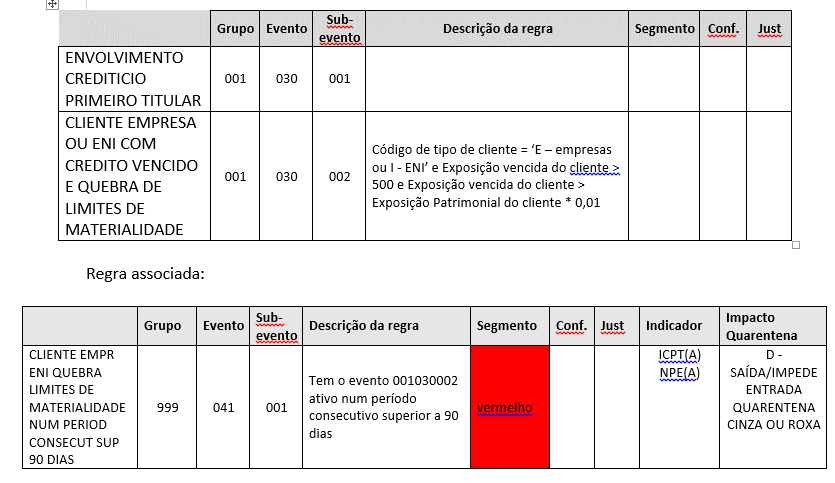 Grupo Evento Sub-evento Descrição da regra Segmento Conf. Just
ENVOLVIMENTO
CREDITICIO
PRIMEIRO TITULAR
001 030 001
CLIENTE EMPRESA
OU ENI COM
CREDITO VENCIDO
E QUEBRA DE
LIMITES DE
MATERIALIDADE
001 030 002
Código de tipo de cliente = ‘E – empresas
ou I - ENI’ e Exposição vencida do cliente >
500 e Exposição vencida do cliente >
Exposição Patrimonial do cliente * 0,01
Regra associada:
Grupo Evento Sub-evento Descrição da regra Segmento Conf. Just Indicador Impacto Quarentena
CLIENTE EMPR
ENI QUEBRA
LIMITES DE
MATERIALIDADE
NUM PERIOD
CONSECUT SUP
90 DIAS
999 041 001
Tem o evento 001030002
ativo num período
consecutivo superior a 90
dias
vermelho
ICPT(A)
NPE(A)
D -
SAÍDA/IMPEDE
ENTRADA
QUARENTENA
CINZA OU ROXA